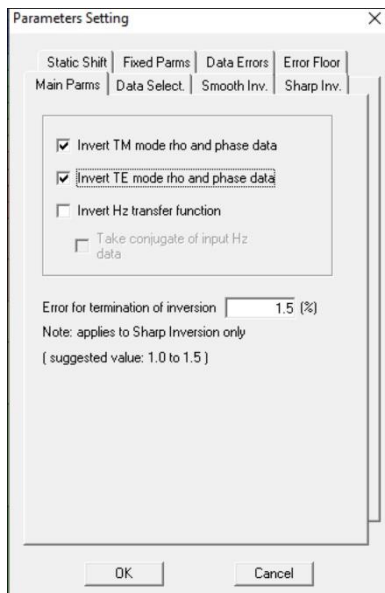 Parameters Setting
Static Shift
Fixed Parms
Data Errors
Error Floor
Main Parms
Data Select.
Smooth Inv.
Sharp Inv.
Invert TM mode rho and phase data
Invert TE mode rho and phase data
Invert Hz transfer function
Take conjugate of input Hz
data
Error for termination of inversion 1.5 (%)
Note: applies to Sharp Inversion only
( suggested value: 1.0 to 1.5 )
OK
Cancel